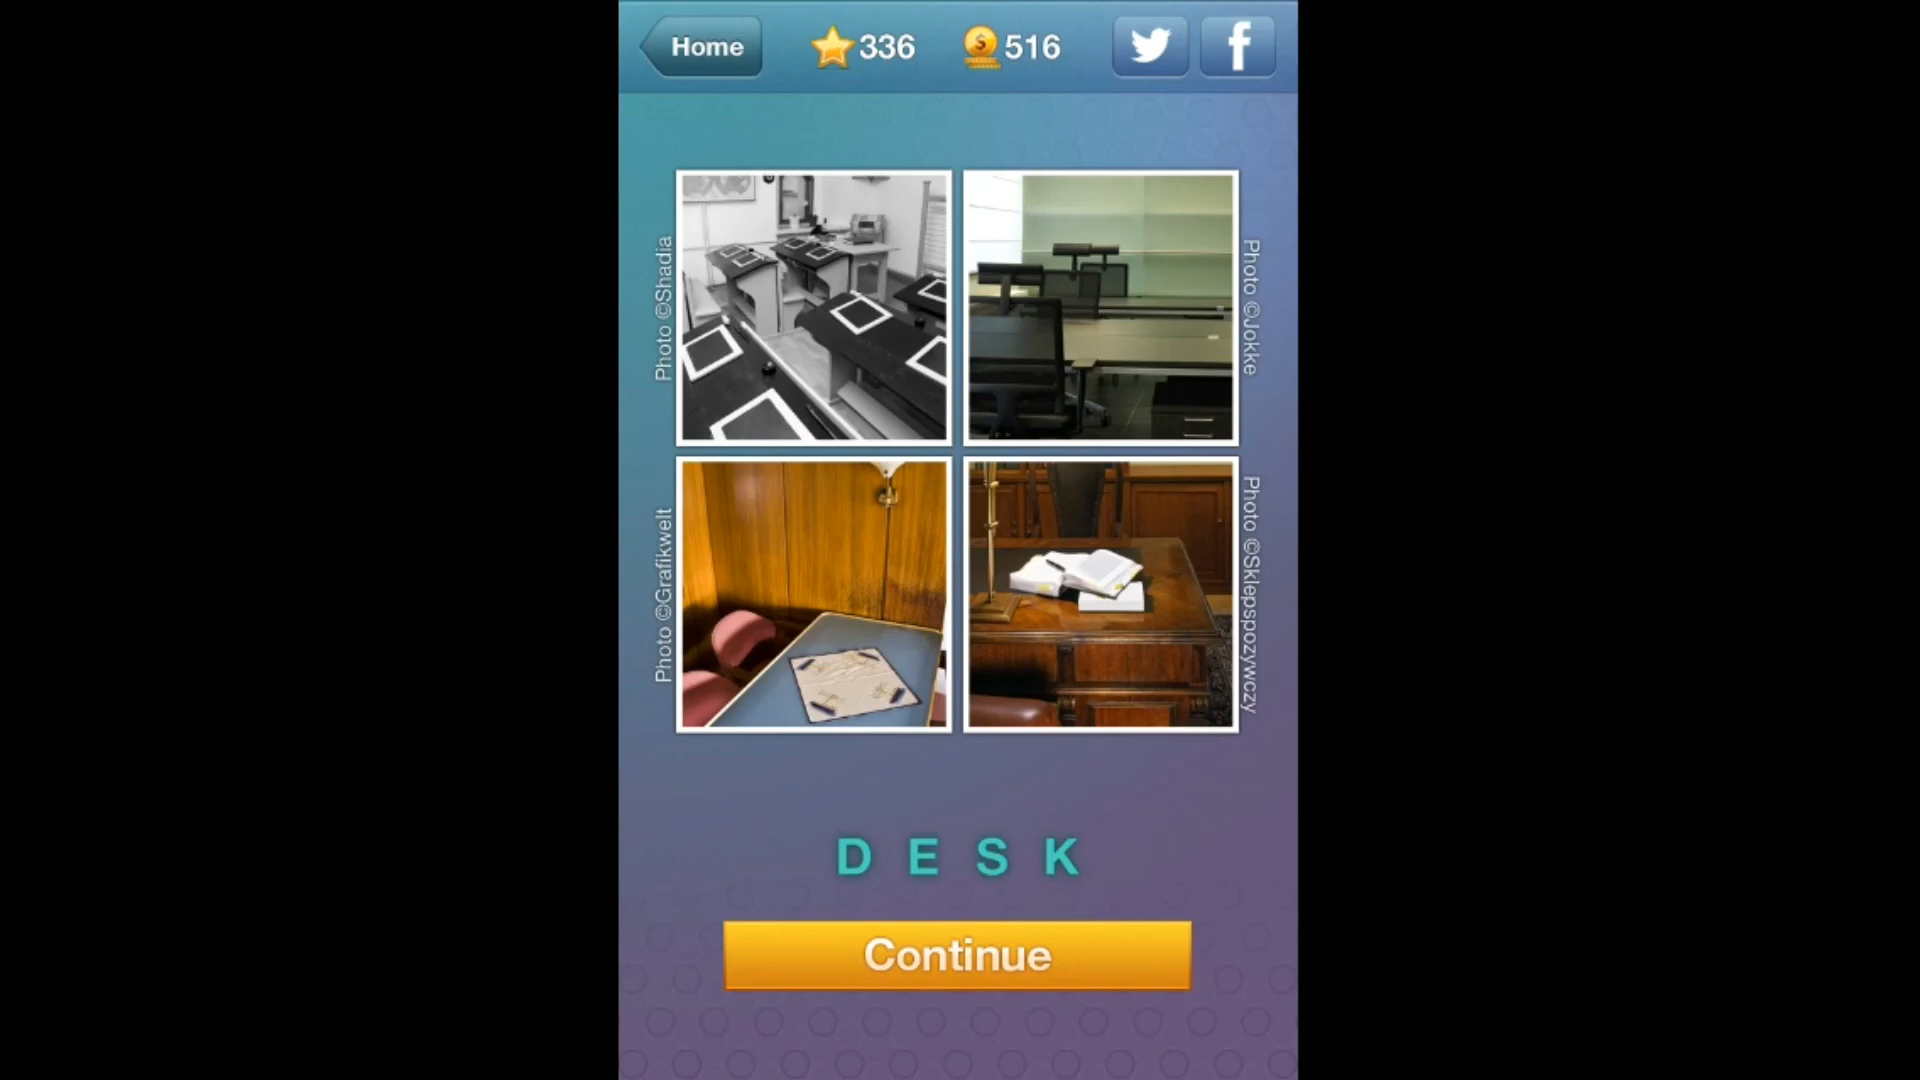 Home 336 516
Photo ©Shadia
Photo ©Jokke
Photo ©Grafikwelt
Photo ©Sklepspozywczy
D E S K
Continue